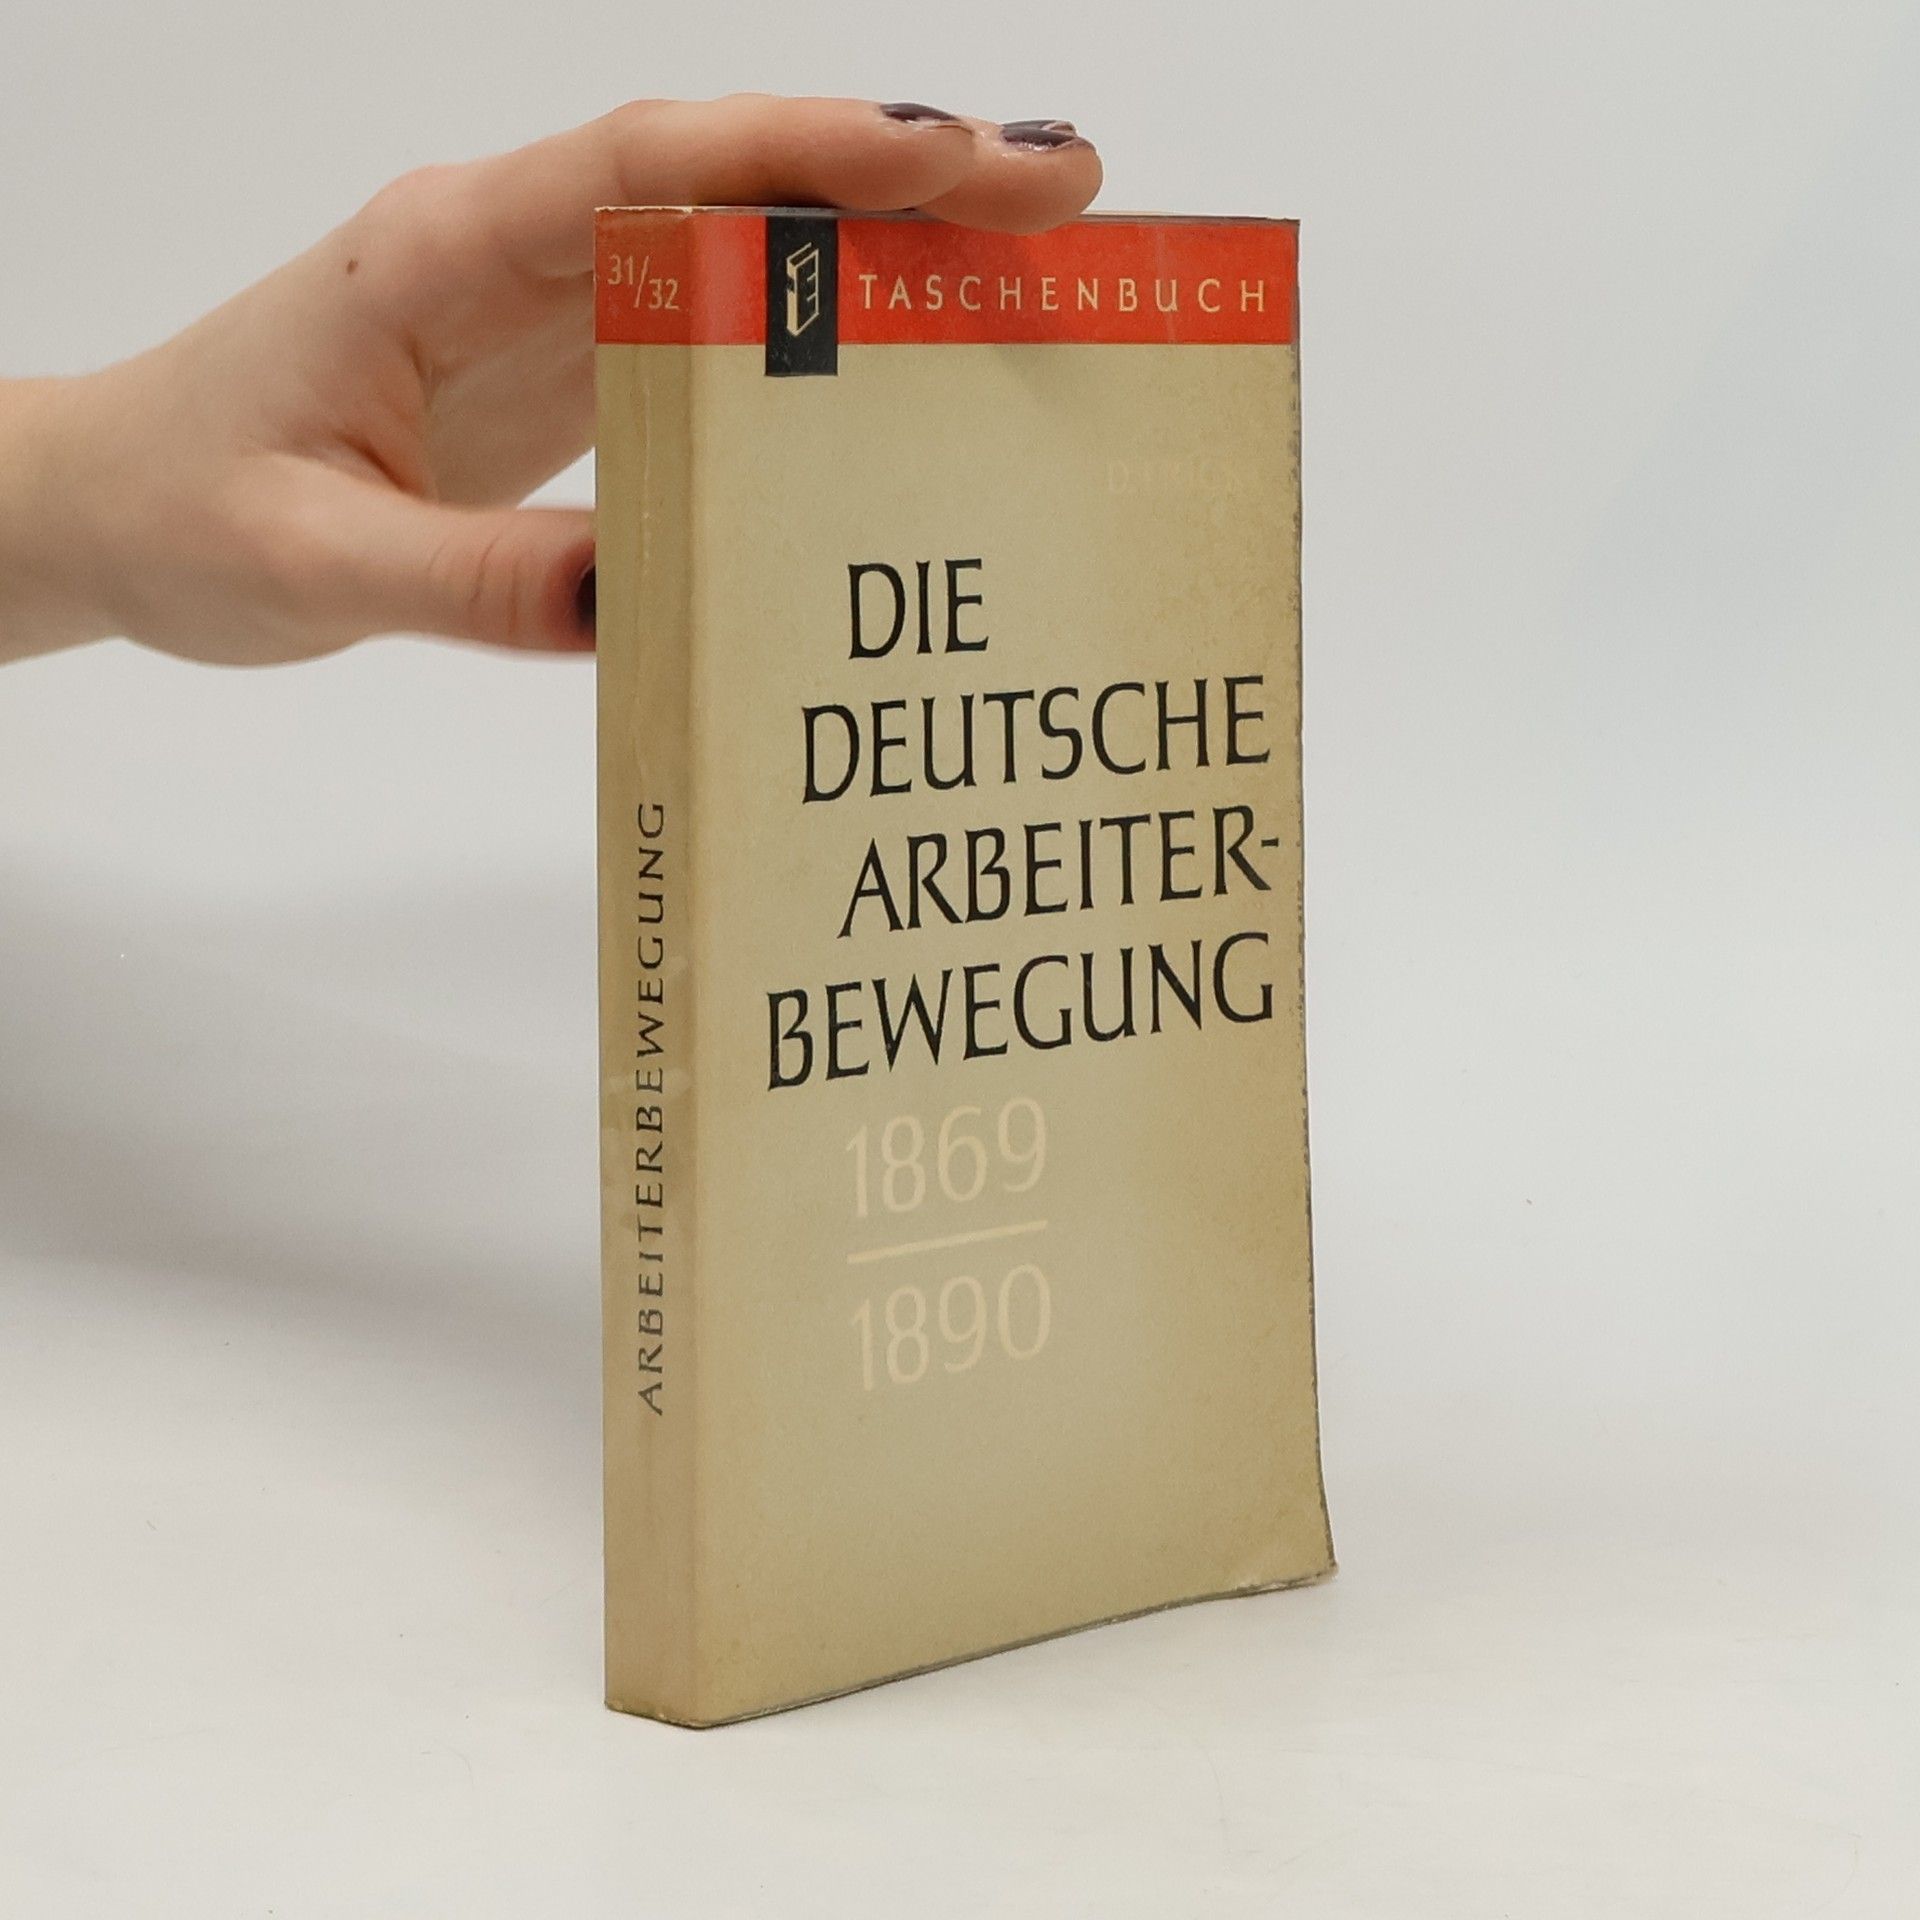 31/32
TASCHENBUCH
DIE
DEUTSCHE
ARBEITER-
BEWEGUNG
1869
1890
ARBEITERBEWEGUNG